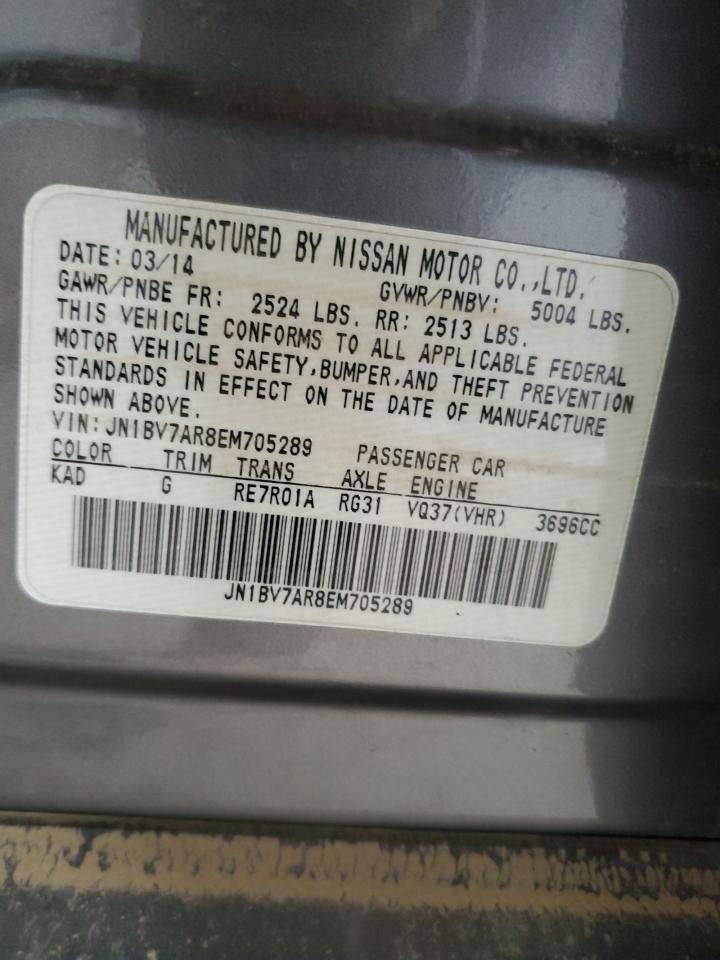 MANUFACTURED BY NISSAN MOTOR CO.,LTD.
DATE: 03/14 GVWR/PNBV: 5004 LBS.
GAWR/PNBE FR: 2524 LBS. RR: 2513 LBS.
THIS VEHICLE CONFORMS TO ALL APPLICABLE FEDERAL
MOTOR VEHICLE SAFETY,BUMPER,AND THEFT PREVENTION
STANDARDS IN EFFECT ON THE DATE OF MANUFACTURE
SHOWN ABOVE.
VIN: JN1BV7AR8EM705289 PASSENGER CAR
COLOR TRIM TRANS AXLE ENGINE
KAD G RE7R01A RG31 VQ37(VHR) 3696CC
JN1BV7AR8EM705289